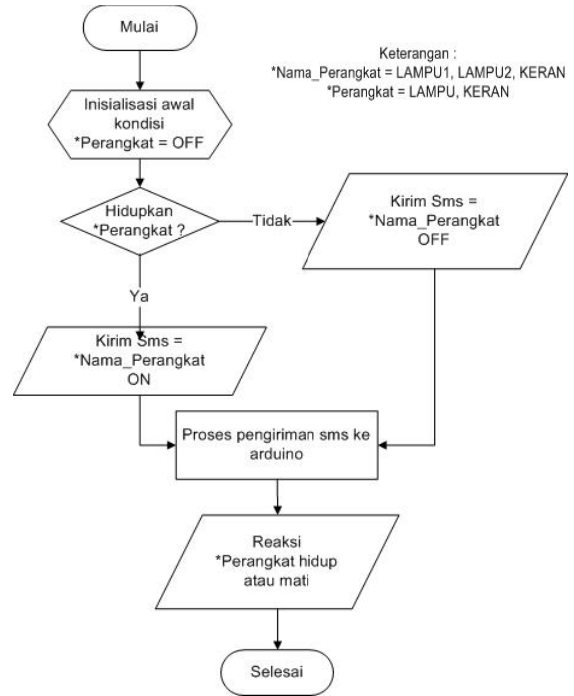 Mulai
Keterangan :
*Nama_Perangkat = LAMPU1, LAMPU2, KERAN
*Perangkat = LAMPU, KERAN
Inisialisasi awal
kondisi
*Perangkat = OFF
Hidupkan
*Perangkat ?
Tidak
Kirim Sms =
*Nama_Perangkat
OFF
Ya
Kirim Sms =
*Nama_Perangkat
ON
Proses pengiriman sms ke
arduino
Reaksi
*Perangkat hidup
atau mati
Selesai